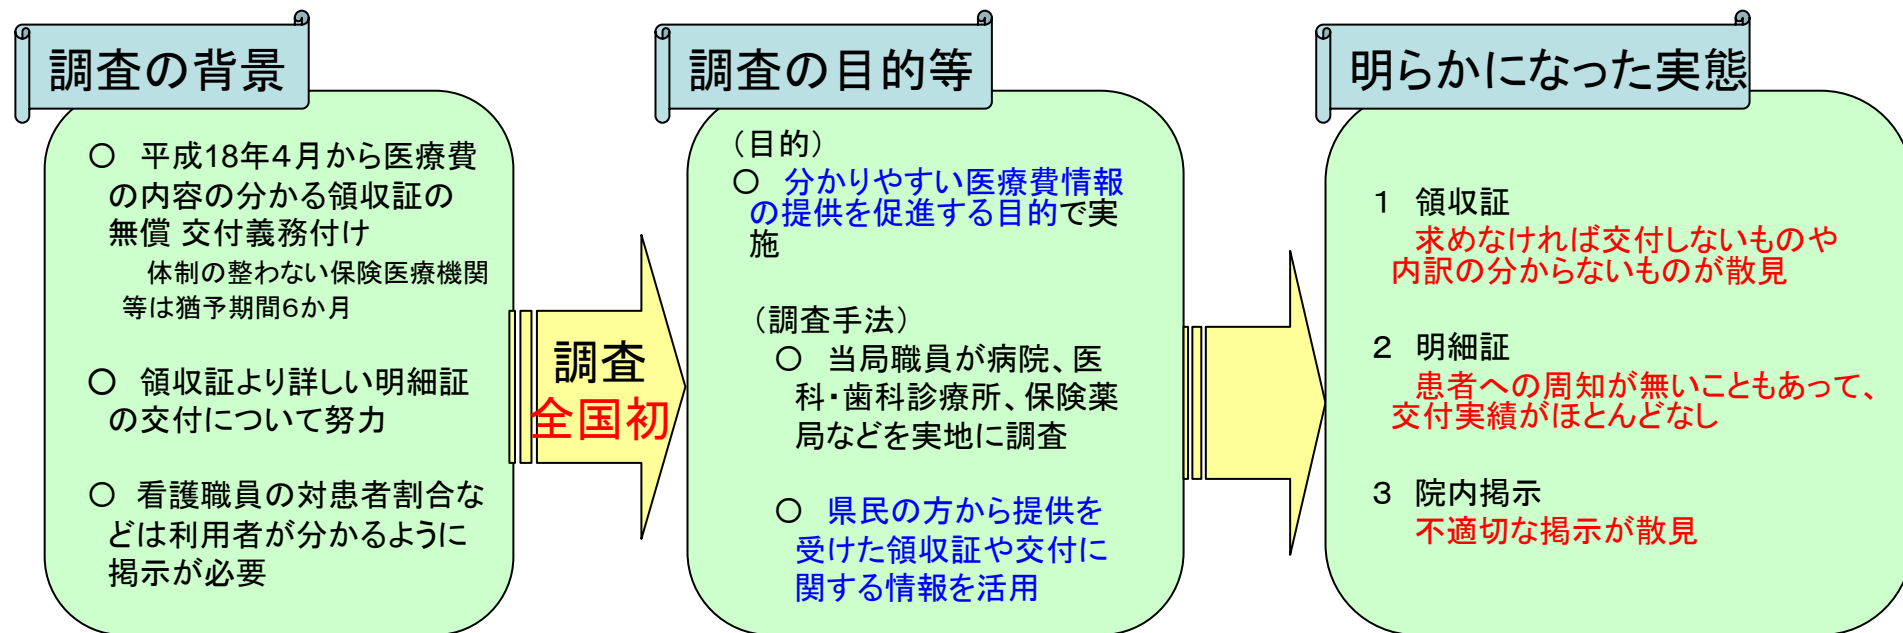 調査の背景
○ 平成18年4月から医療費
の内容の分かる領収証の
無償 交付義務付け
体制の整わない保険医療機関
等は猶予期間6か月
○ 領収証より詳しい明細証
の交付について努力
○ 看護職員の対患者割合な
どは利用者が分かるように
掲示が必要
調査
全国初
調査の目的等
（目的）
○ 分かりやすい医療費情報
の提供を促進する目的で実
施
（調査手法）
○ 当局職員が病院、医
科・歯科診療所、保険薬
局などを実地に調査
○ 県民の方から提供を
受けた領収証や交付に
関する情報を活用
明らかになった実態
1 領収証
求めなければ交付しないものや
内訳の分からないものが散見
2 明細証
患者への周知が無いこともあって、
交付実績がほとんどなし
3 院内掲示
不適切な掲示が散見